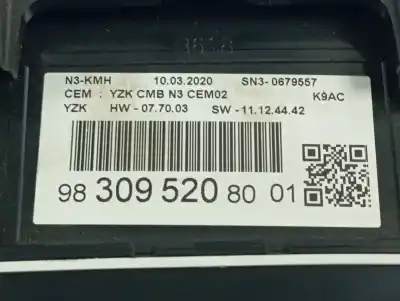 N3-KMH 10.03.2020 SN3-0679557
CEM : YZK CMB N3 CEM02 K9AC
YZK HW-07.70.03 SW-11.12.44.42
98 309 520 80 01